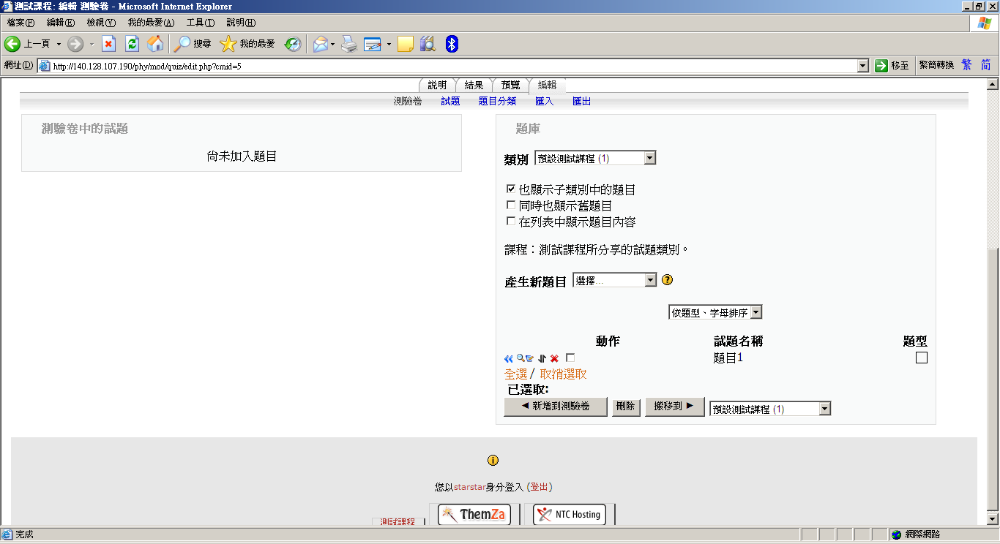 測試課程: 編輯 測驗卷 - Microsoft Internet Explorer
檔案(F) 編輯(E) 檢視(V) 我的最愛(A) 工具(T) 說明(H)
上一頁 搜尋 我的最愛
網址(D) http://140.128.107.190/phy/mod/quiz/edit.php?cmid=5 移至 繁簡轉換 繁 简
說明 結果 預覽 編輯
測驗卷 試題 題目分類 匯入 匯出
測驗卷中的試題
尚未加入題目
題庫
類別 預設測試課程 (1)
也顯示子類別中的題目
同時也顯示舊題目
在列表中顯示題目內容
課程：測試課程所分享的試題類別。
產生新題目 選擇... ?
依題型、字母排序
動作 試題名稱 題型
題目1
全選 / 取消選取
已選取:
◄ 新增到測驗卷 刪除 搬移到 ► 預設測試課程 (1)
您以starstar身分登入 (登出)
測試課程 ThemZa NTC Hosting
完成 網際網路